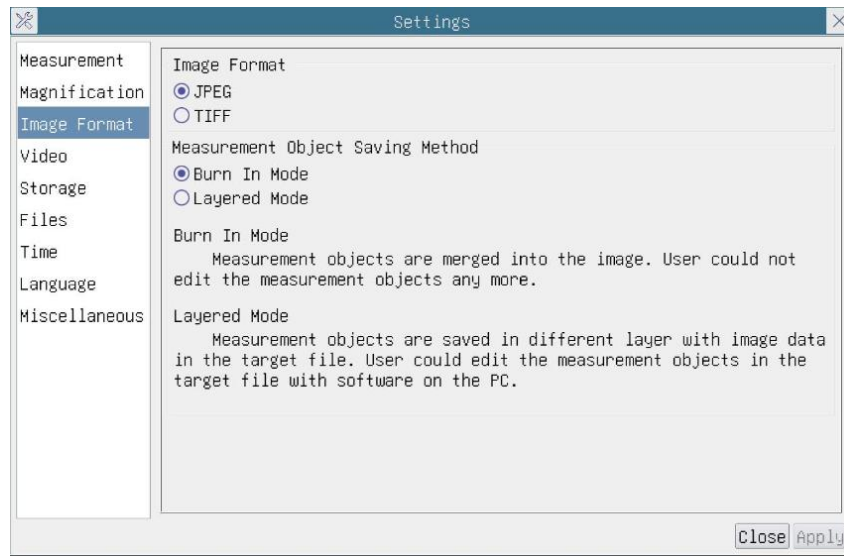 Settings
Measurement
Magnification
Image Format
Video
Storage
Files
Time
Language
Miscellaneous
Image Format
JPEG
TIFF
Measurement Object Saving Method
Burn In Mode
Layered Mode
Burn In Mode
Measurement objects are merged into the image. User could not
edit the measurement objects any more.
Layered Mode
Measurement objects are saved in different layer with image data
in the target file. User could edit the measurement objects in the
target file with software on the PC.
Close
Apply